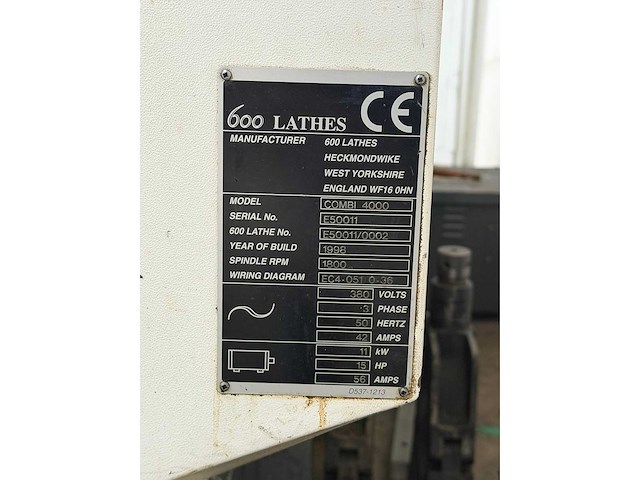 600 LATHES CE
MANUFACTURER 600 LATHES
HECKMONDWIKE
WEST YORKSHIRE
ENGLAND WF16 0HN
MODEL COMBI 4000
SERIAL No. E50011
600 LATHE No. E50011/0002
YEAR OF BUILD 1998
SPINDLE RPM 1800
WIRING DIAGRAM EC4-051 0-36
380 VOLTS
3 PHASE
50 HERTZ
42 AMPS
11 kW
15 HP
56 AMPS
D537-1213